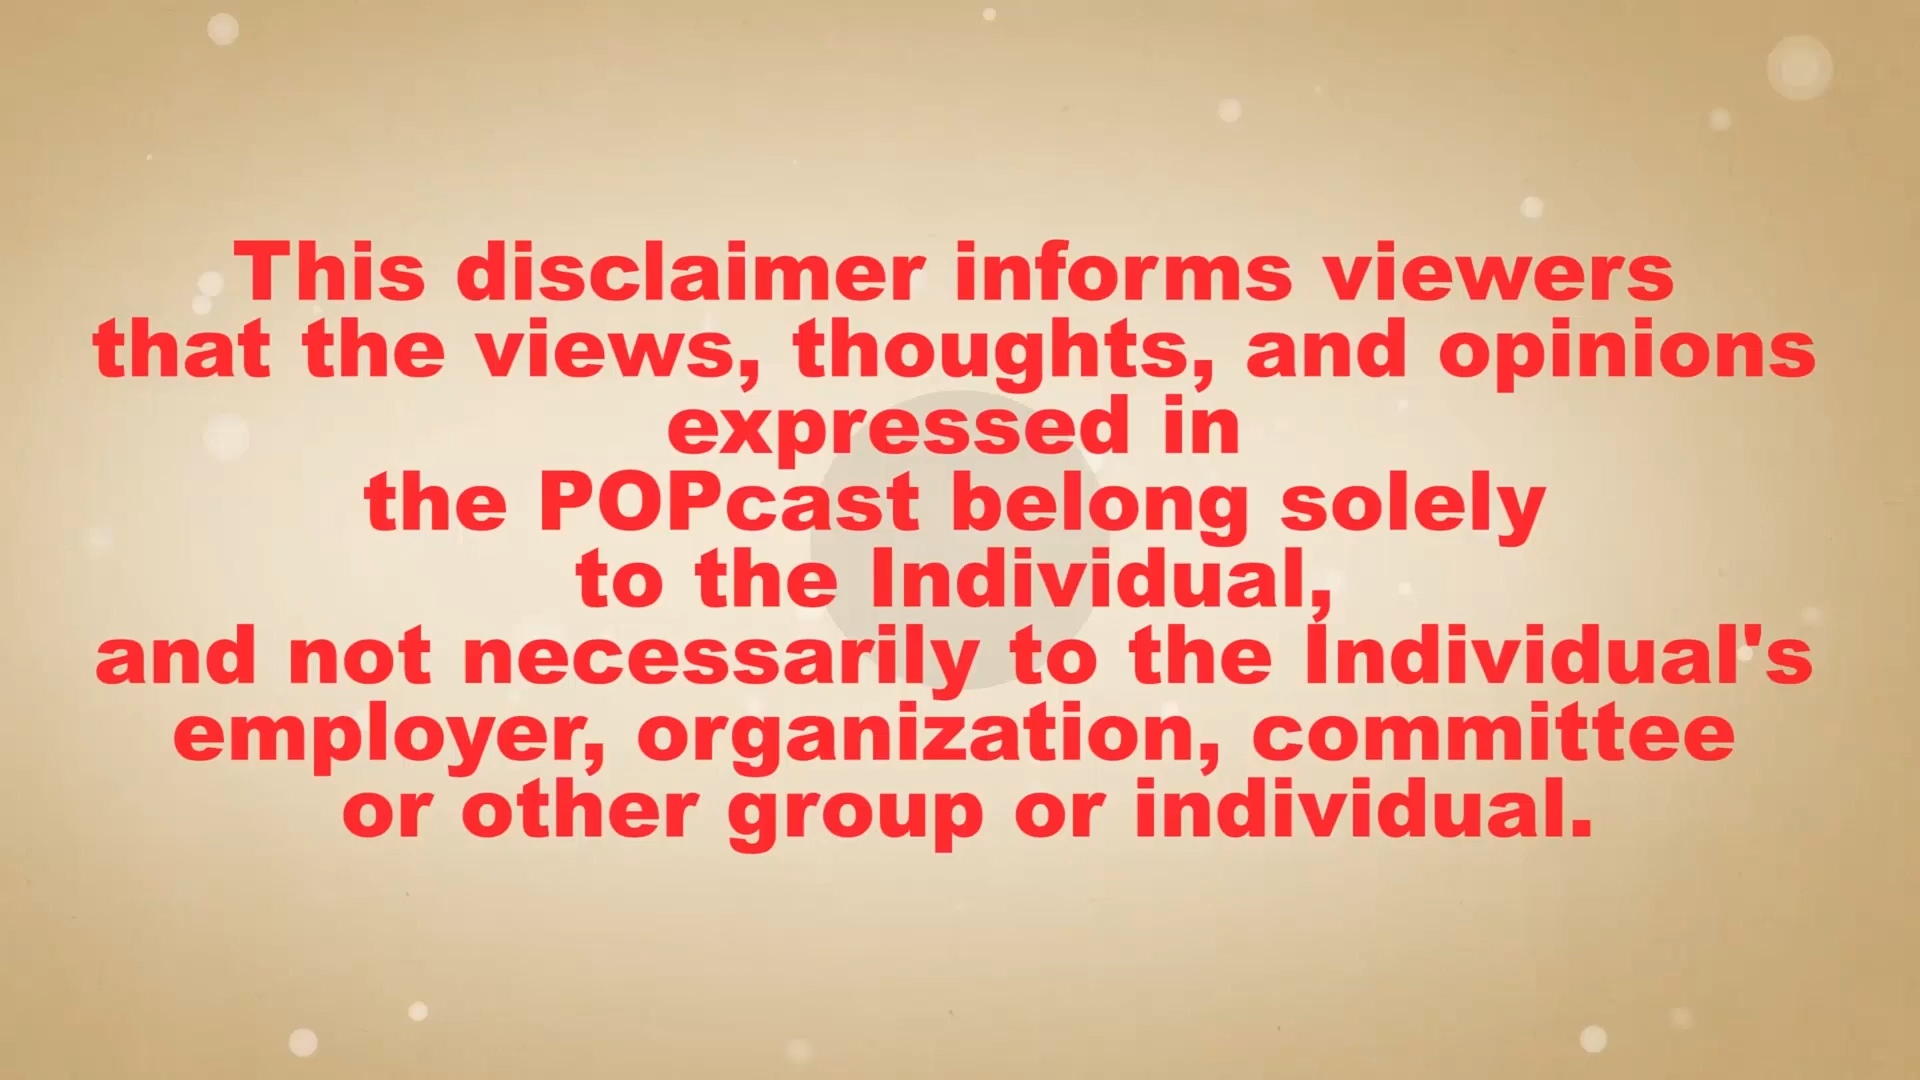 This disclaimer informs viewers
that the views, thoughts, and opinions
expressed in
the POPcast belong solely
to the Individual,
and not necessarily to the Individual's
employer, organization, committee
or other group or individual.